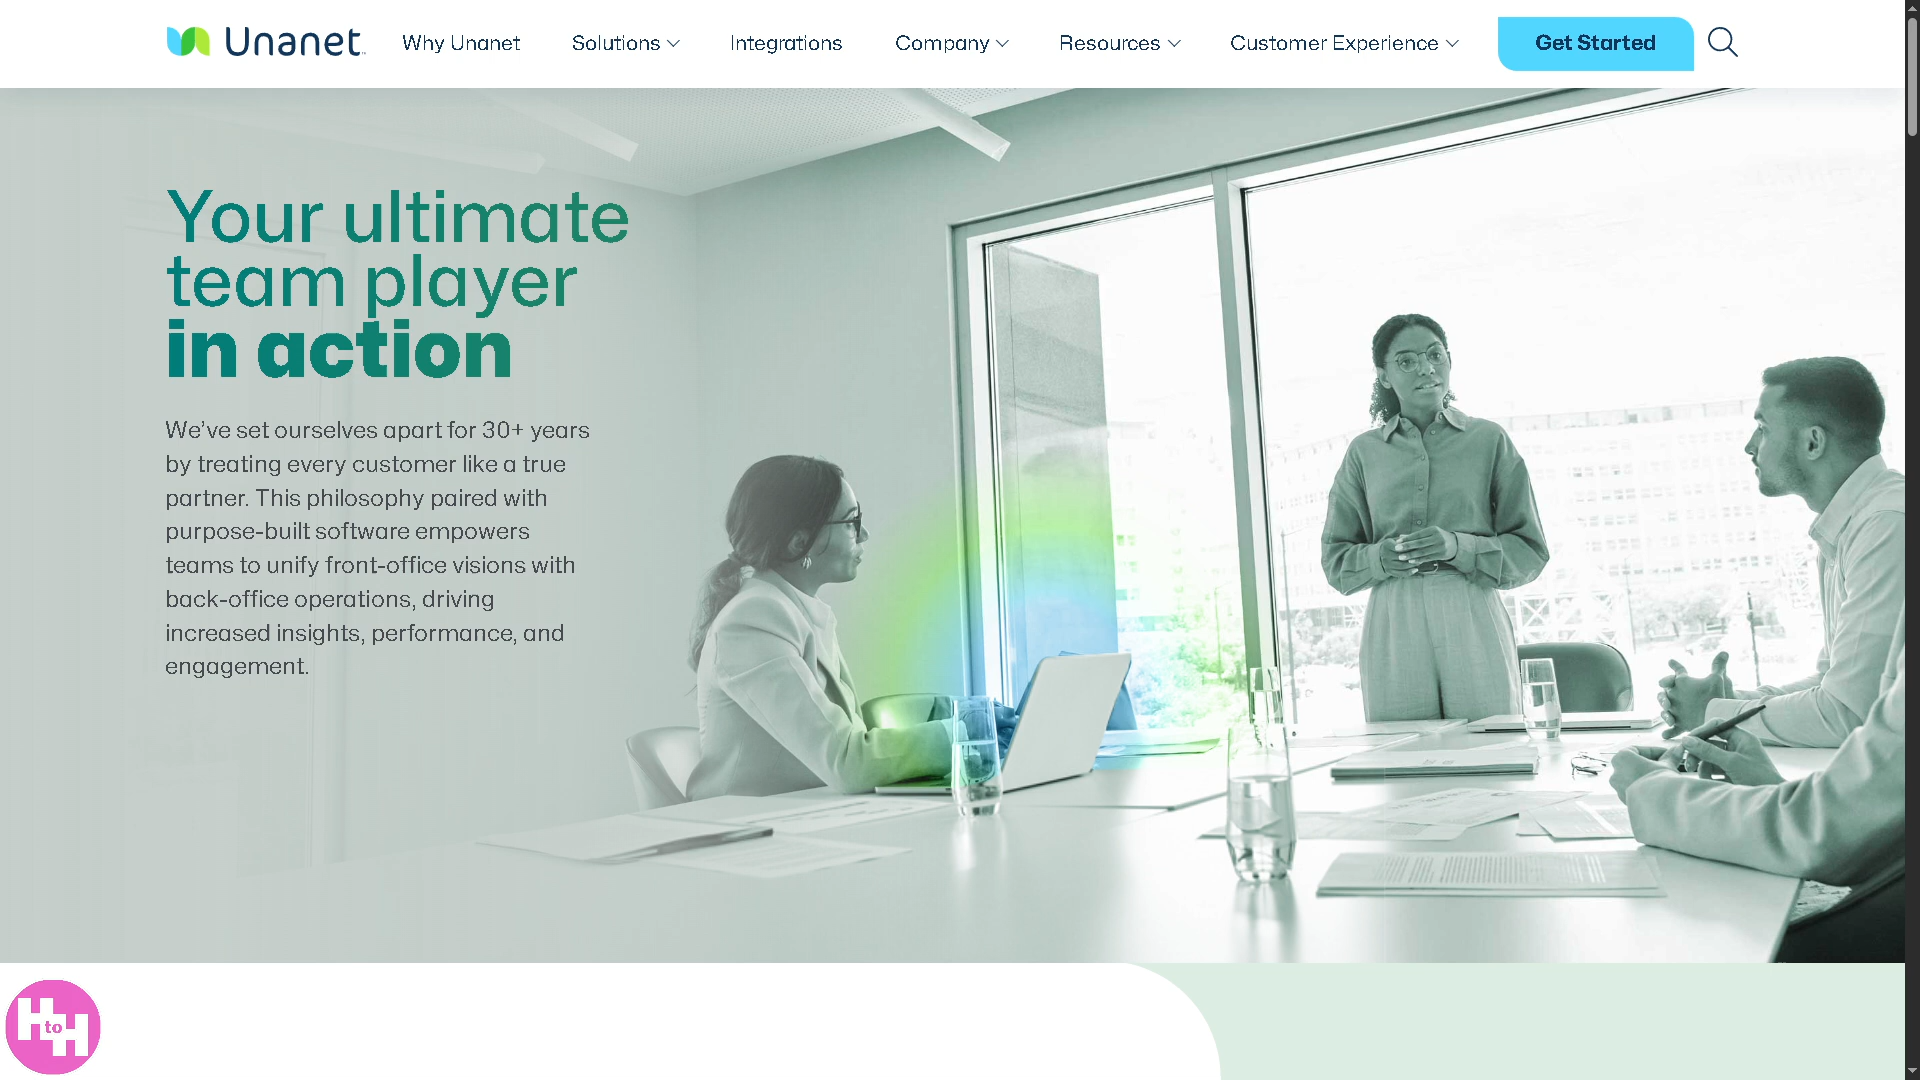 Unanet
Why Unanet
Solutions
Integrations
Company
Resources
Customer Experience
Get Started
Your ultimate
team player
in action
We’ve set ourselves apart for 30+ years
by treating every customer like a true
partner. This philosophy paired with
purpose-built software empowers
teams to unify front-office visions with
back-office operations, driving
increased insights, performance, and
engagement.
H to H